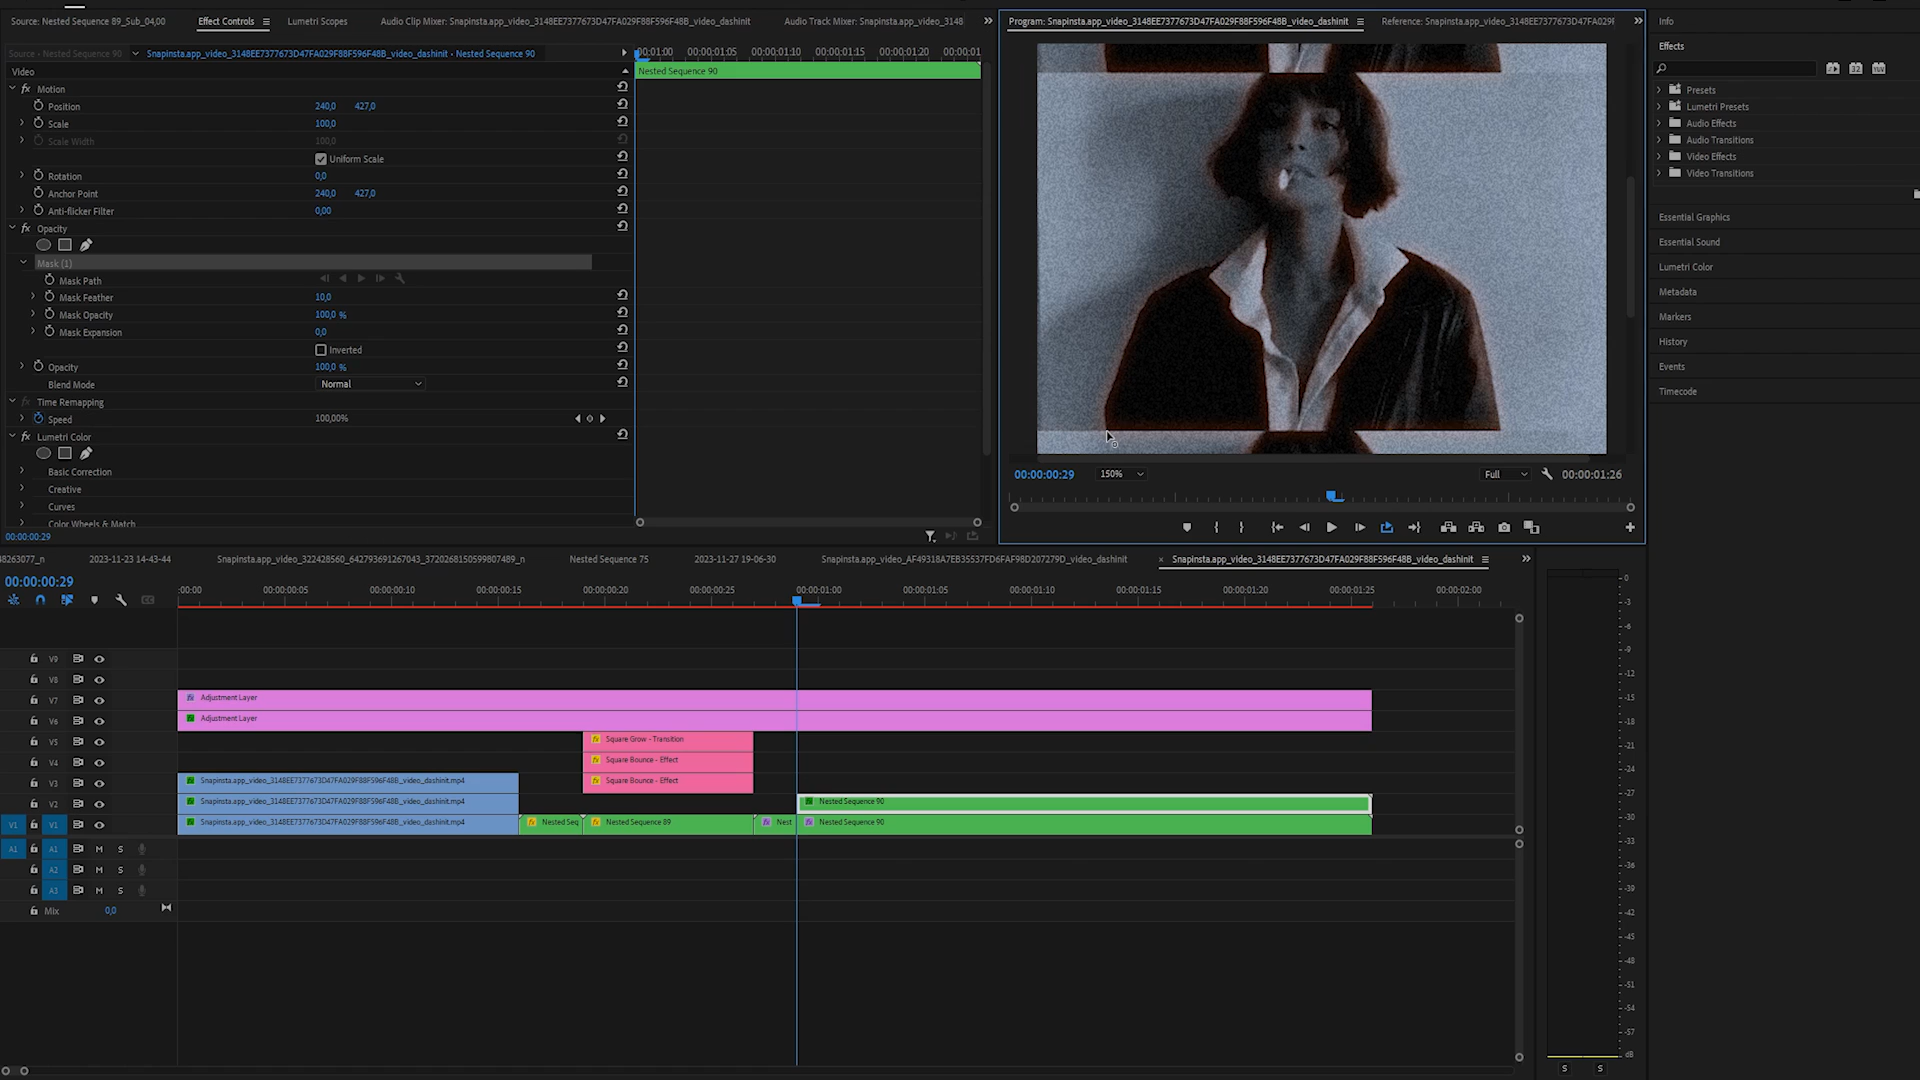 Source: Nested Sequence 89_Sub_04,00
Effect Controls
Lumetri Scopes
Audio Clip Mixer: Snapinsta.app_video_3148EE7377673D47FA029F88F596F48B_video_dashinit
Audio Track Mixer: Snapinsta.app_video_3148
Program: Snapinsta.app_video_3148EE7377673D47FA029F88F596F48B_video_dashinit
Reference: Snapinsta.app_video_3148EE7377673D47FA029F
Info
Source • Nested Sequence 90
Snapinsta.app_video_3148EE7377673D47FA029F88F596F48B_video_dashinit • Nested Sequence 90
00:01:00
00:00:01:05
00:00:01:10
00:00:01:15
00:00:01:20
00:00:01
Video
Nested Sequence 90
Motion
Position 240,0 427,0
Scale 100,0
Scale Width 100,0
Uniform Scale
Rotation 0,0
Anchor Point 240,0 427,0
Anti-flicker Filter 0,00
Opacity
Mask (1)
Mask Path
Mask Feather 10,0
Mask Opacity 100,0 %
Mask Expansion 0,0
Inverted
Opacity 100,0 %
Blend Mode Normal
Time Remapping
Speed 100,00%
Lumetri Color
Basic Correction
Creative
Curves
Color Wheels & Match
00:00:00:29
00:00:00:29
150%
Full
00:00:01:26
Effects
Presets
Lumetri Presets
Audio Effects
Audio Transitions
Video Effects
Video Transitions
Essential Graphics
Essential Sound
Lumetri Color
Metadata
Markers
History
Events
Timecode
48263077_n
2023-11-23 14-43-44
Snapinsta.app_video_322428560_642793691267043_3720268150599807489_n
Nested Sequence 75
2023-11-27 19-06-30
Snapinsta.app_video_AF49318A7EB35537FD6FAF98D207279D_video_dashinit
Snapinsta.app_video_3148EE7377673D47FA029F88F596F48B_video_dashinit
00:00:00:29
:00:00
00:00:00:05
00:00:00:10
00:00:00:15
00:00:00:20
00:00:00:25
00:00:01:00
00:00:01:05
00:00:01:10
00:00:01:15
00:00:01:20
00:00:01:25
00:00:02:00
V9
V8
V7 Adjustment Layer
V6 Adjustment Layer
V5 Square Grow - Transition
V4 Square Bounce - Effect
V3 Snapinsta.app_video_3148EE7377673D47FA029F88F596F48B_video_dashinit.mp4 Square Bounce - Effect
V2 Snapinsta.app_video_3148EE7377673D47FA029F88F596F48B_video_dashinit.mp4 Nested Sequence 90
V1 V1 Snapinsta.app_video_3148EE7377673D47FA029F88F596F48B_video_dashinit.mp4 Nested Seq Nested Sequence 89 Nest Nested Sequence 90
A1 A1 M S
A2 M S
A3 M S
Mix 0,0
0
-3
-6
-9
-12
-15
-18
-21
-24
-27
-30
-33
-36
-39
-42
-45
-48
-51
-54
-57
dB
S S